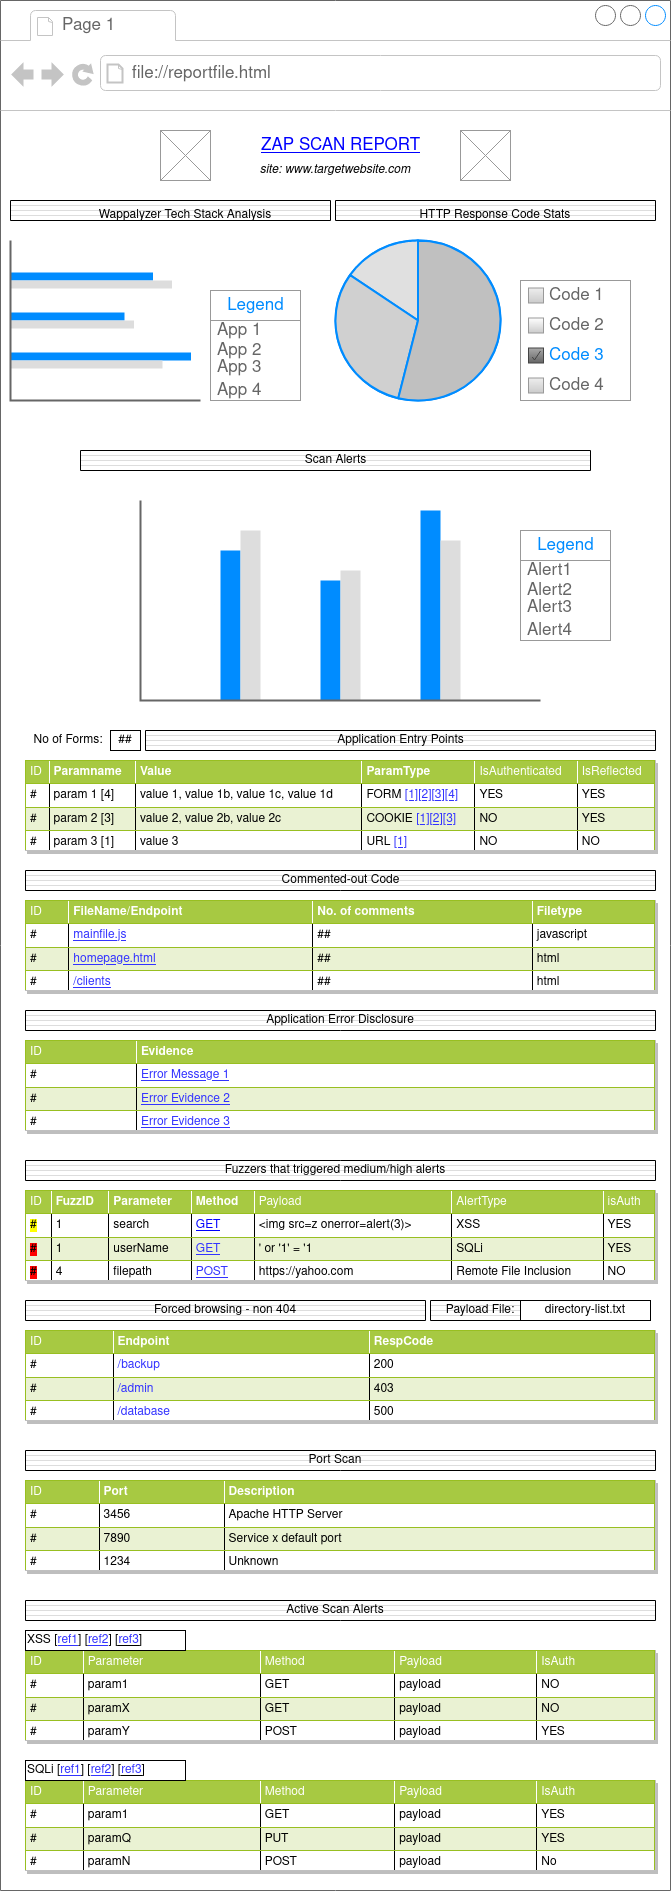 Page 1
file://reportfile.html
ZAP SCAN REPORT
site: www.targetwebsite.com
Wappalyzer Tech Stack Analysis
HTTP Response Code Stats
Legend
App 1
App 2
App 3
App 4
Code 1
Code 2
Code 3
Code 4
Scan Alerts
Legend
Alert1
Alert2
Alert3
Alert4
No of Forms: ## Application Entry Points
ID Paramname Value ParamType IsAuthenticated IsReflected
# param 1 [4] value 1, value 1b, value 1c, value 1d FORM [1][2][3][4] YES YES
# param 2 [3] value 2, value 2b, value 2c COOKIE [1][2][3] NO YES
# param 3 [1] value 3 URL [1] NO NO
Commented-out Code
ID FileName/Endpoint No. of comments Filetype
# mainfile.js ## javascript
# homepage.html ## html
# /clients ## html
Application Error Disclosure
ID Evidence
# Error Message 1
# Error Evidence 2
# Error Evidence 3
Fuzzers that triggered medium/high alerts
ID FuzzID Parameter Method Payload AlertType isAuth
# 1 search GET <img src=z onerror=alert(3)> XSS YES
# 1 userName GET ' or '1' = '1 SQLi YES
# 4 filepath POST https://yahoo.com Remote File Inclusion NO
Forced browsing - non 404 Payload File: directory-list.txt
ID Endpoint RespCode
# /backup 200
# /admin 403
# /database 500
Port Scan
ID Port Description
# 3456 Apache HTTP Server
# 7890 Service x default port
# 1234 Unknown
Active Scan Alerts
XSS [ref1] [ref2] [ref3]
ID Parameter Method Payload IsAuth
# param1 GET payload NO
# paramX GET payload NO
# paramY POST payload YES
SQLi [ref1] [ref2] [ref3]
ID Parameter Method Payload IsAuth
# param1 GET payload YES
# paramQ PUT payload YES
# paramN POST payload No